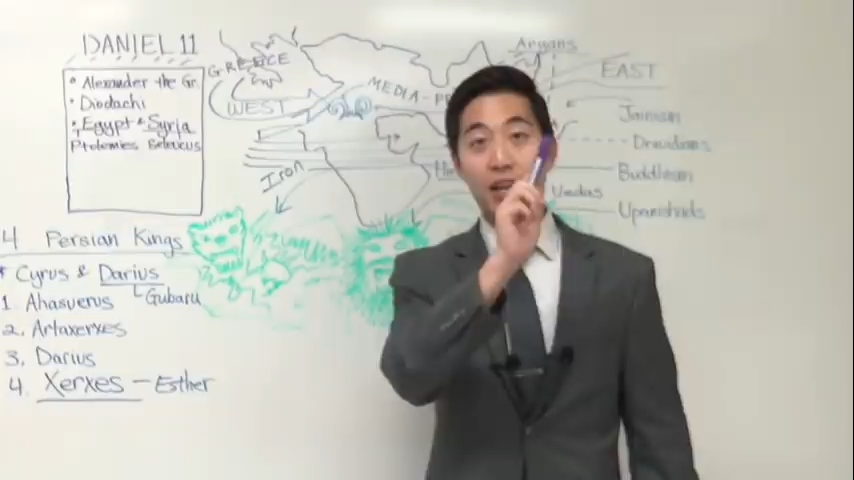 DANIEL 11
• Alexander the Gr.
• Diodachi
• Egypt & Syria
Ptolemies Seleucus
4 Persian Kings
* Cyrus & Darius
Gubaru
1. Ahasuerus
2. Artaxerxes
3. Darius
4. Xerxes — Esther
GREECE
WEST
MEDIA-P
Iron
Aryans
EAST
Jainism
Dravidians
Buddhism
Vedas
Upanishads